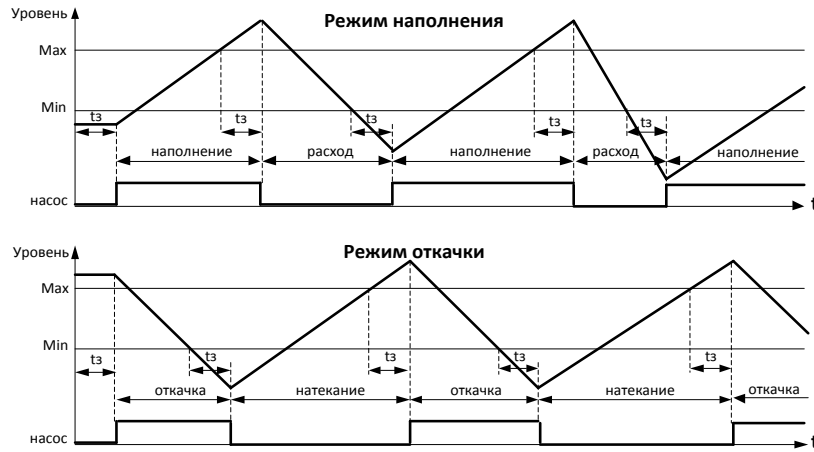 Режим наполнения
Уровень
Max
Min
tз tз tз tз tз
наполнение расход наполнение расход наполнение
насос
t
Режим откачки
Уровень
Max
Min
tз tз tз tз tз
откачка натекание откачка натекание откачка
насос
t